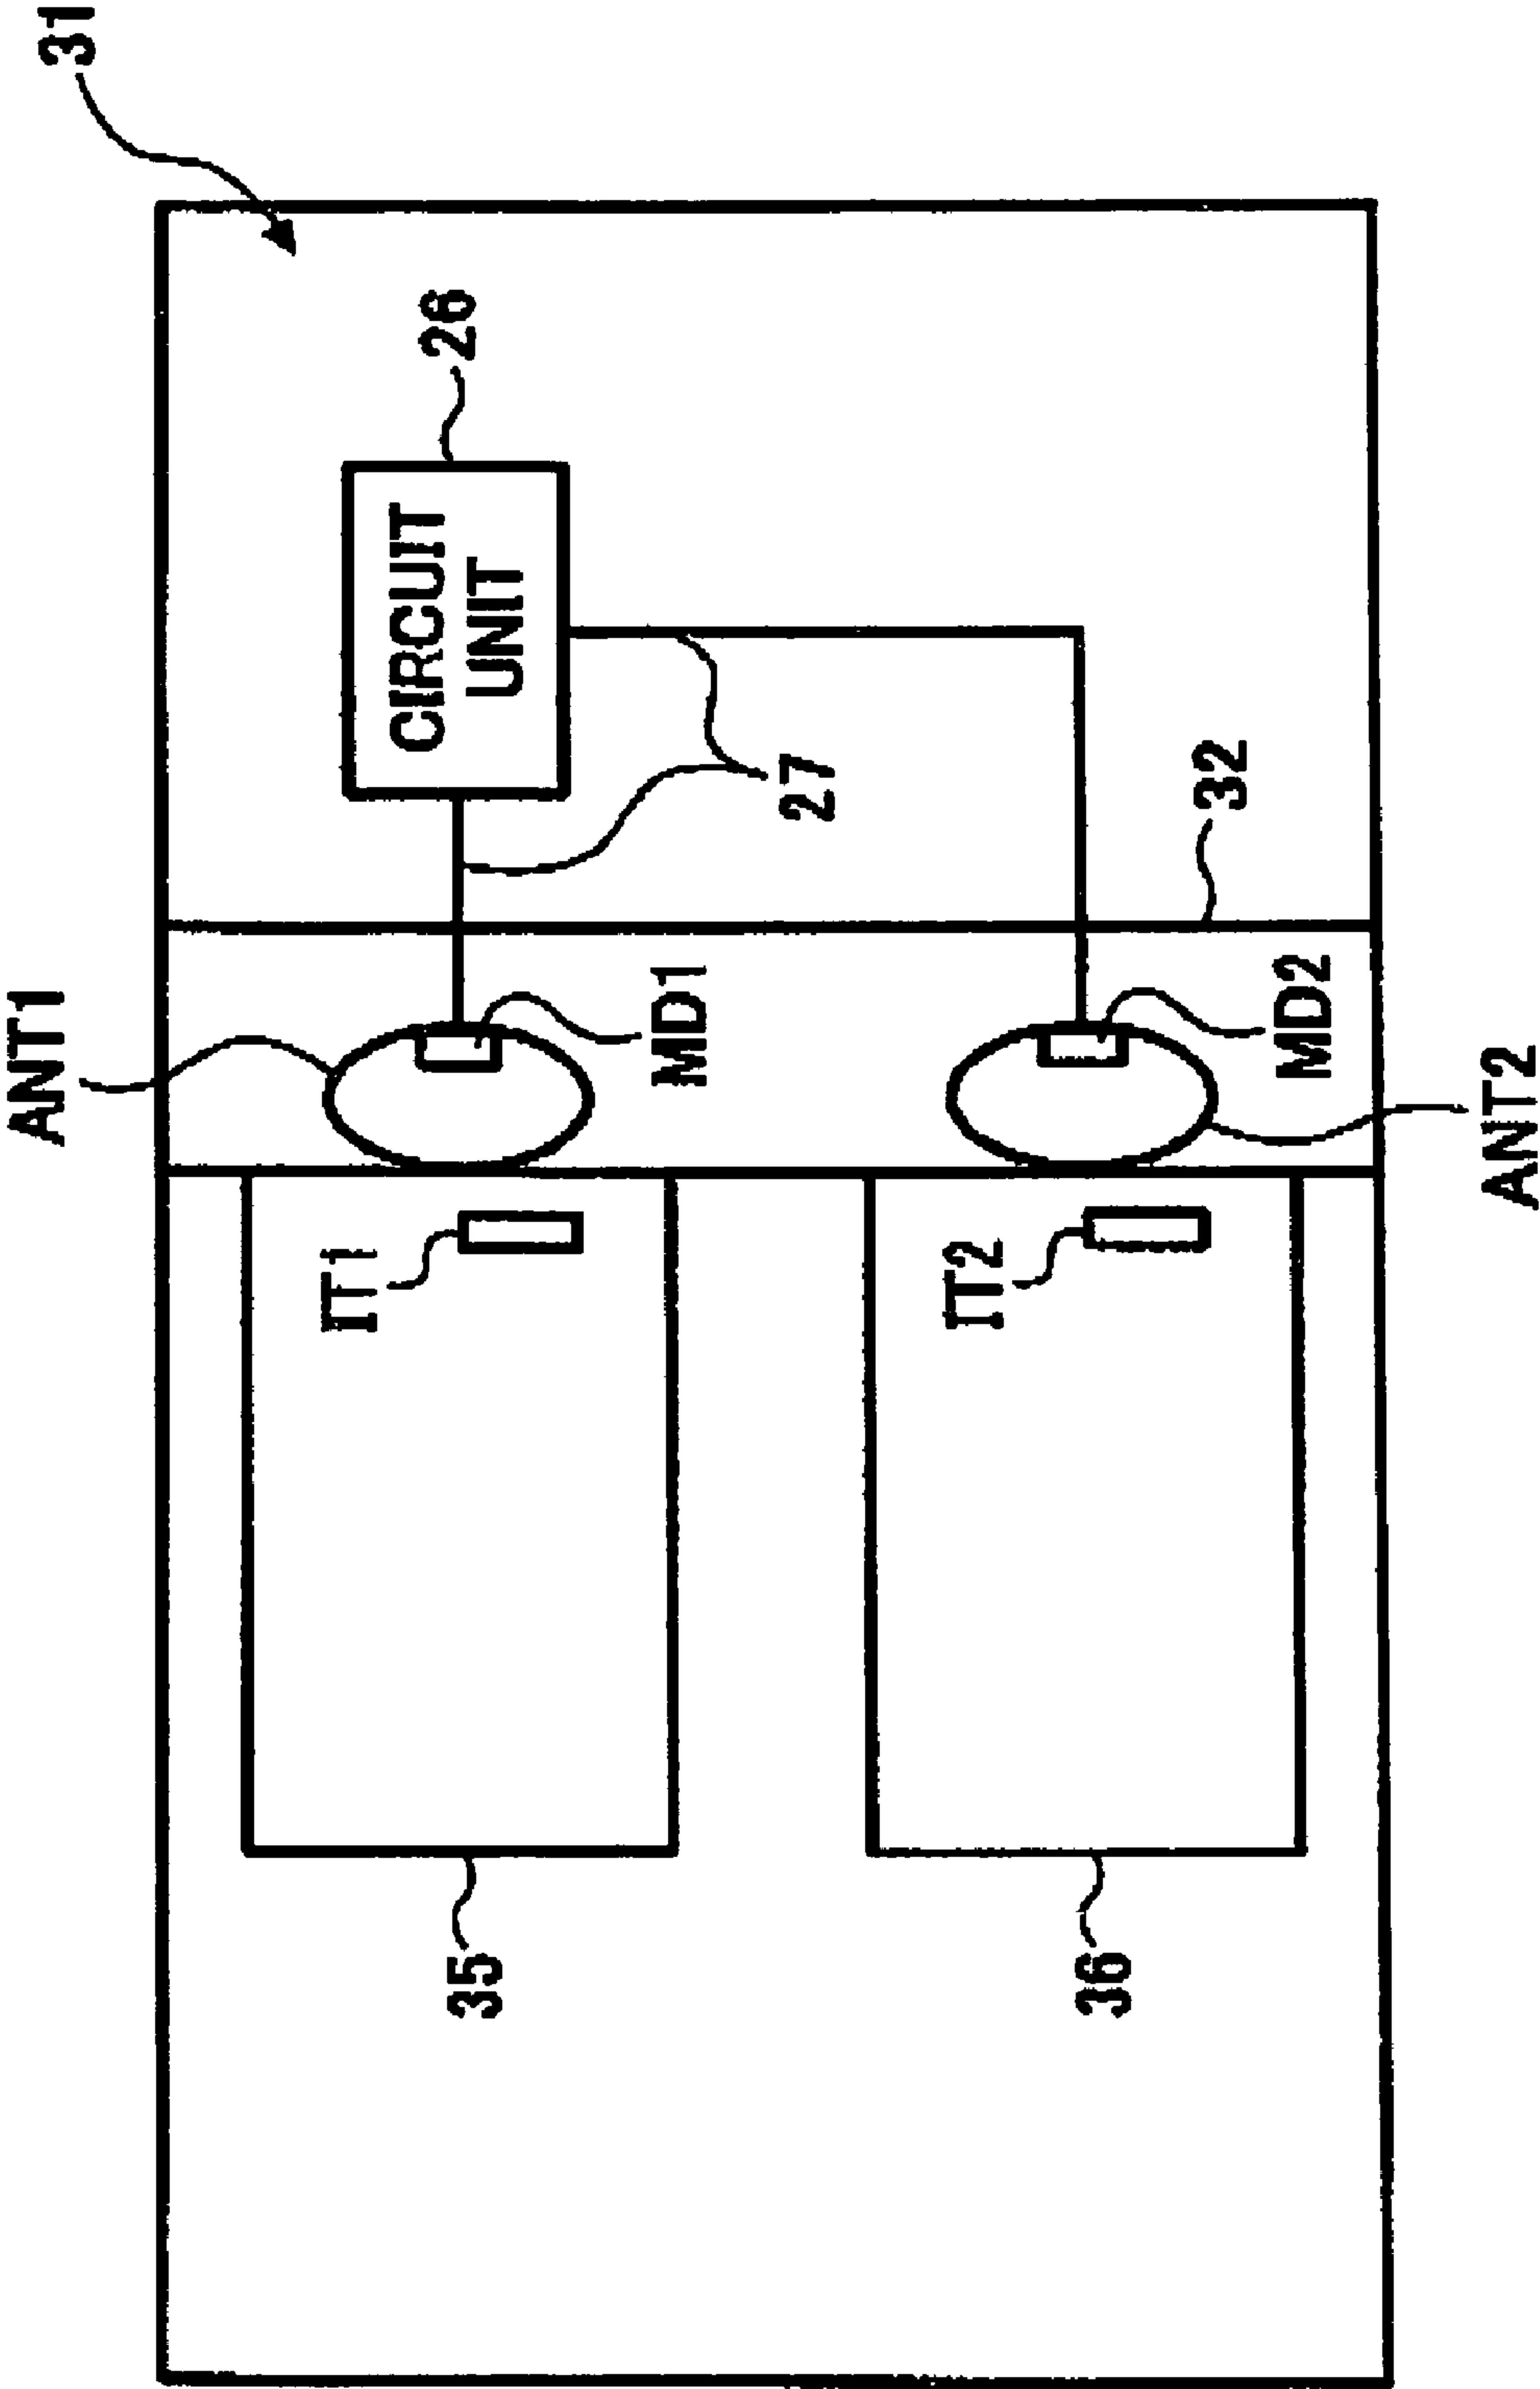 ANT1
31
IT1
35
CIRCUIT
UNIT
26
MD1
27
IT2
36
32
MD2
ANT2